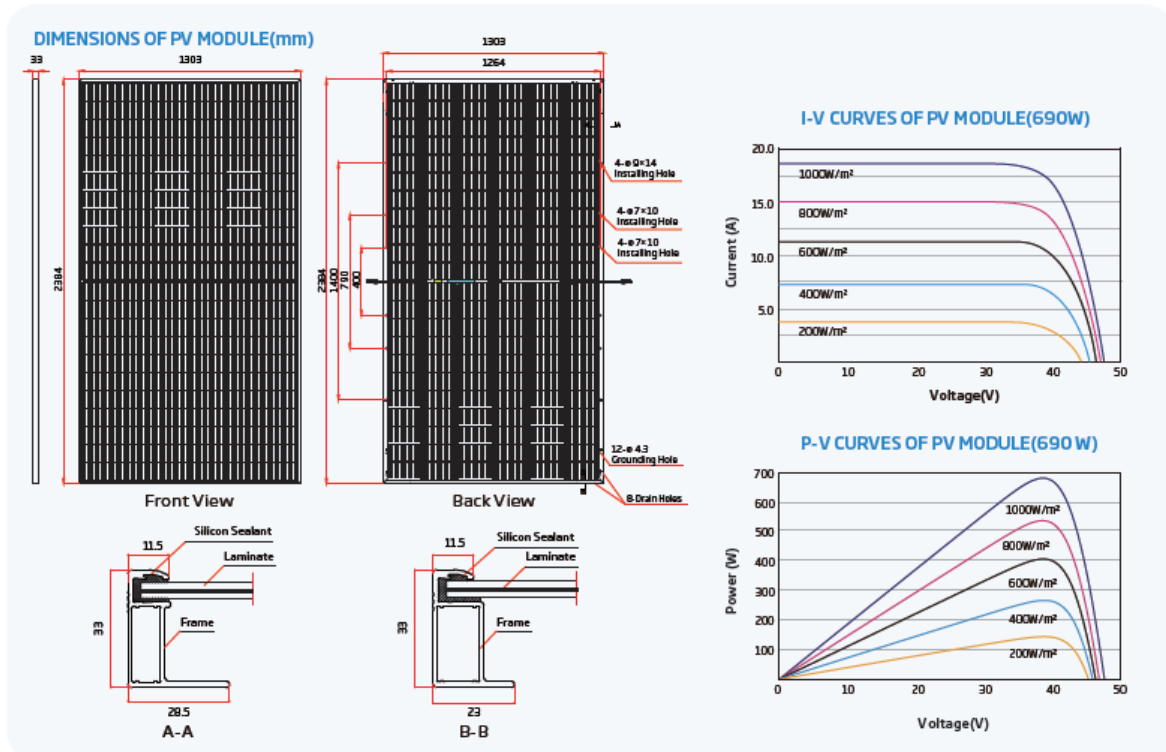 DIMENSIONS OF PV MODULE(mm)
33
1303
2384
Front View
1303
1264
2384
1400
790
400
A
4-ø9×14
Installing Hole
4-ø7×10
Installing Hole
4-ø7×10
Installing Hole
12-ø4.3
Grounding Hole
8-Drain Holes
Back View
Silicon Sealant
11.5
Laminate
Frame
33
28.5
A-A
Silicon Sealant
11.5
Laminate
Frame
33
23
B-B
I-V CURVES OF PV MODULE(690W)
20.0
15.0
10.0
5.0
Current (A)
1000W/m²
800W/m²
600W/m²
400W/m²
200W/m²
0 10 20 30 40 50
Voltage(V)
P-V CURVES OF PV MODULE(690 W)
700
600
500
400
300
200
100
Power (W)
1000W/m²
800W/m²
600W/m²
400W/m²
200W/m²
0 10 20 30 40 50
Voltage(V)